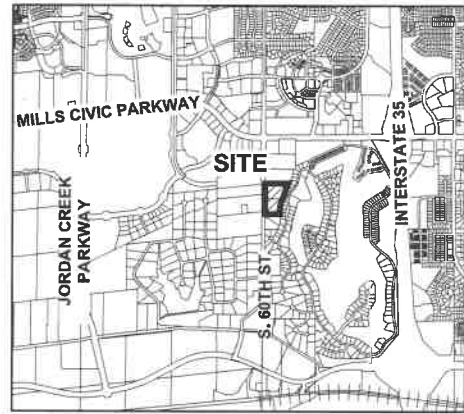 MILLS CIVIC PARKWAY
SITE
INTERSTATE 35
JORDAN CREEK
PARKWAY
S. 60TH ST.